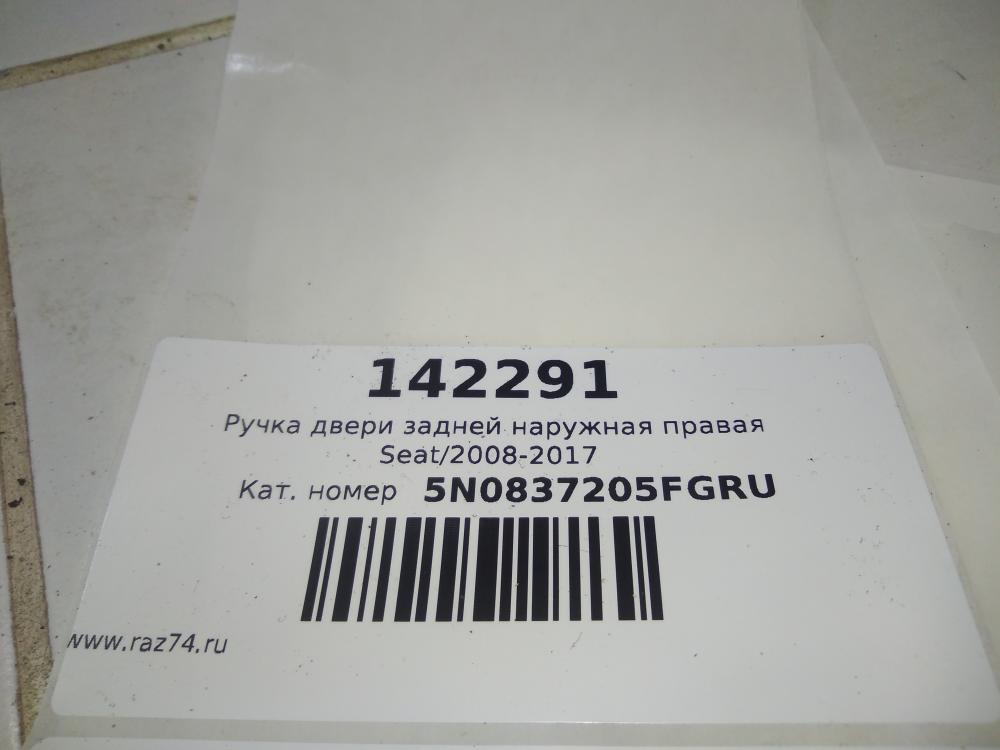 142291
Ручка двери задней наружная правая
Seat/2008-2017
Кат. номер 5N0837205FGRU
www.raz74.ru